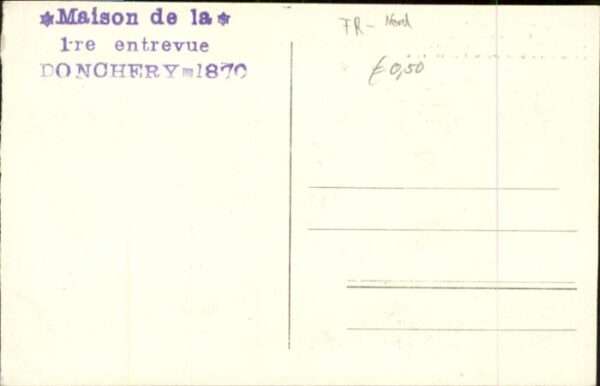 *Maison de la*
1re entrevue
DONCHERY=1870
FR - Nord
€ 0,50